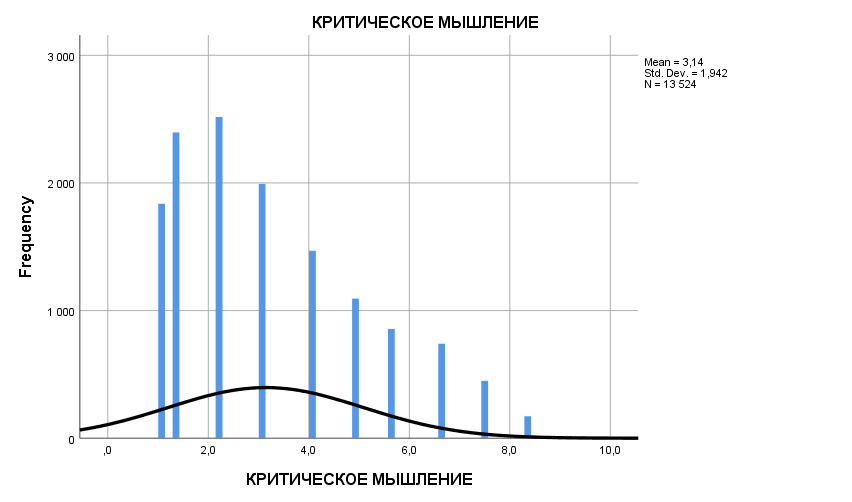 КРИТИЧЕСКОЕ МЫШЛЕНИЕ
Mean = 3,14
Std. Dev. = 1,942
N = 13 524
Frequency
3 000
2 000
1 000
0
,0
2,0
4,0
6,0
8,0
10,0
КРИТИЧЕСКОЕ МЫШЛЕНИЕ